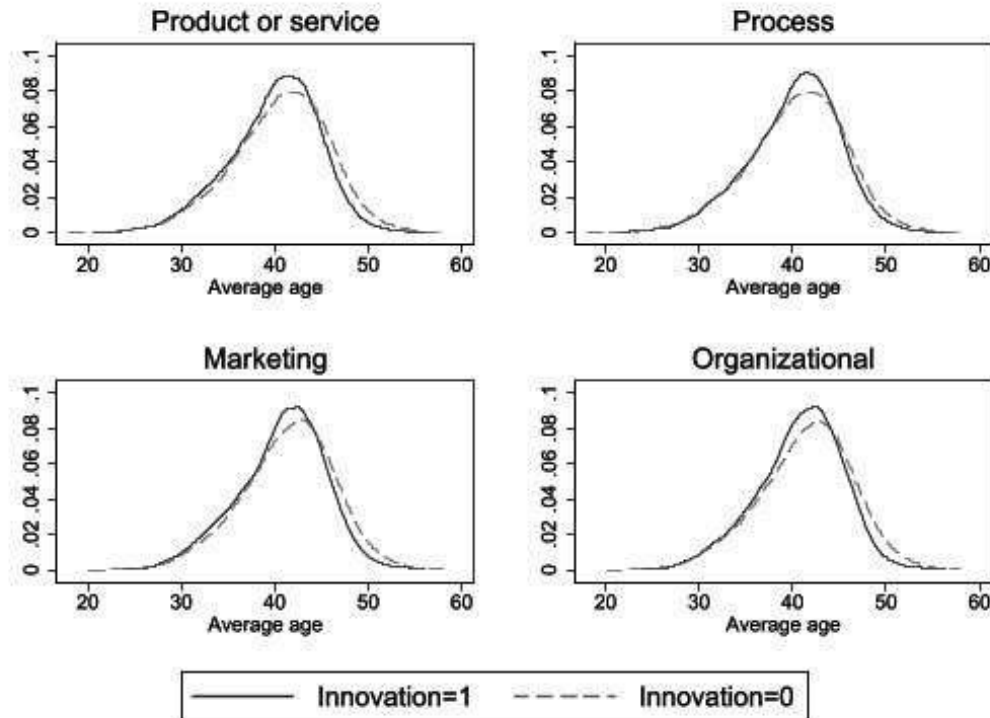 Product or service
Process
.1
.08
.06
.04
.02
0
20 30 40 50 60
Average age
.1
.08
.06
.04
.02
0
20 30 40 50 60
Average age
Marketing
Organizational
.1
.08
.06
.04
.02
0
20 30 40 50 60
Average age
.1
.08
.06
.04
.02
0
20 30 40 50 60
Average age
Innovation=1 Innovation=0